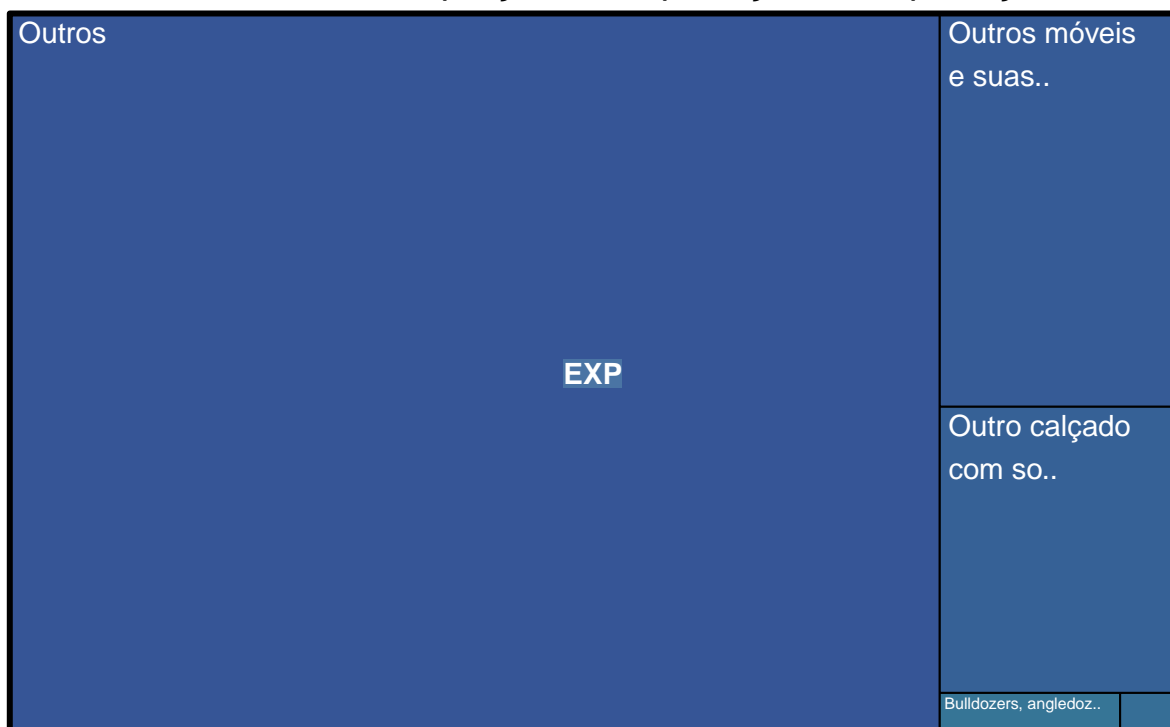 Outros
Outros móveis
e suas..
EXP
Outro calçado
com so..
Bulldozers, angledoz..